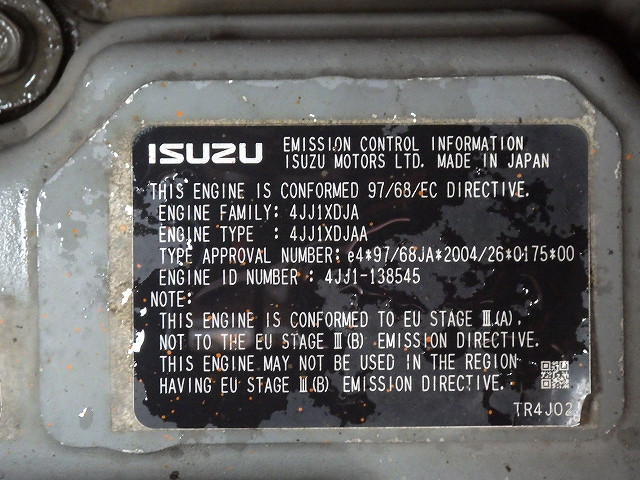 ISUZU EMISSION CONTROL INFORMATION
ISUZU MOTORS LTD. MADE IN JAPAN
THIS ENGINE IS CONFORMED 97/68/EC DIRECTIVE.
ENGINE FAMILY: 4JJ1XDJA
ENGINE TYPE : 4JJ1XDJAA
TYPE APPROVAL NUMBER: e4*97/68JA*2004/26*0175*00
ENGINE ID NUMBER : 4JJ1-138545
NOTE:
THIS ENGINE IS CONFORMED TO EU STAGE Ⅲ(A),
NOT TO THE EU STAGE Ⅲ(B) EMISSION DIRECTIVE.
THIS ENGINE MAY NOT BE USED IN THE REGION
HAVING EU STAGE Ⅲ(B) EMISSION DIRECTIVE.
TR4J02